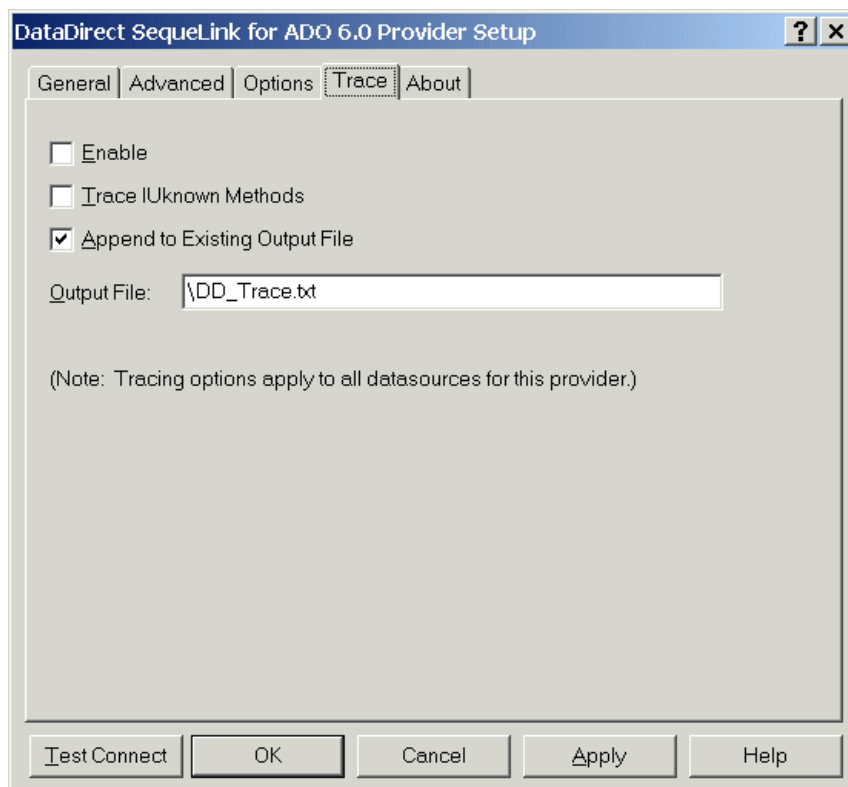 DataDirect SequeLink for ADO 6.0 Provider Setup
General Advanced Options Trace About
Enable
Trace IUknown Methods
Append to Existing Output File
Output File: \DD_Trace.txt
(Note: Tracing options apply to all datasources for this provider.)
Test Connect OK Cancel Apply Help